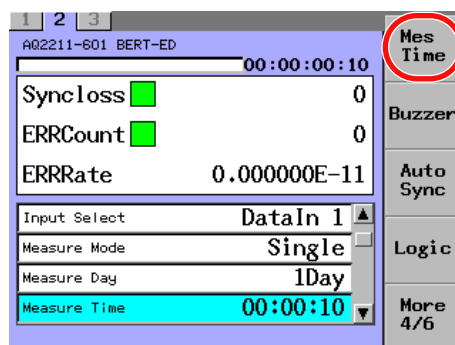 1 2 3
AQ2211-601 BERT-ED
00:00:00:10
Syncloss 0
ERRCount 0
ERRRate 0.000000E-11
Input Select DataIn 1
Measure Mode Single
Measure Day 1Day
Measure Time 00:00:10
Mes
Time
Buzzer
Auto
Sync
Logic
More
4/6